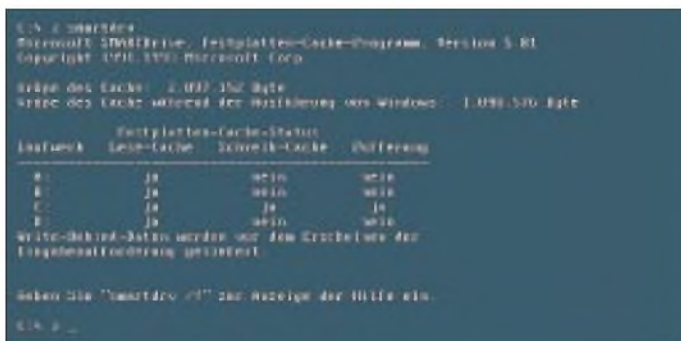 C:\ > smartdrv
Microsoft SMARTDrive, Festplatten-Cache-Programm, Version 5.01
Copyright 1991,1993 Microsoft Corp.
Größe des Cache: 2.097.152 Byte
Größe des Cache während der Ausführung von Windows: 1.048.576 Byte
Festplatten-Cache-Status
Laufwerk Lese-Cache Schreib-Cache Pufferung
A: ja nein nein
B: ja nein nein
C: ja ja ja
ja nein nein
Write-Behind-Daten werden vor dem Erscheinen der
Eingabeaufforderung geleert.
Geben Sie "smartdrv /?" zur Anzeige der Hilfe ein.
C:\ > _